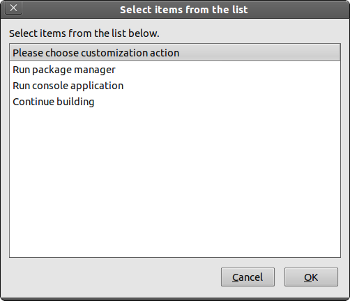 Select items from the list
Select items from the list below.
Please choose customization action
Run package manager
Run console application
Continue building
Cancel
OK